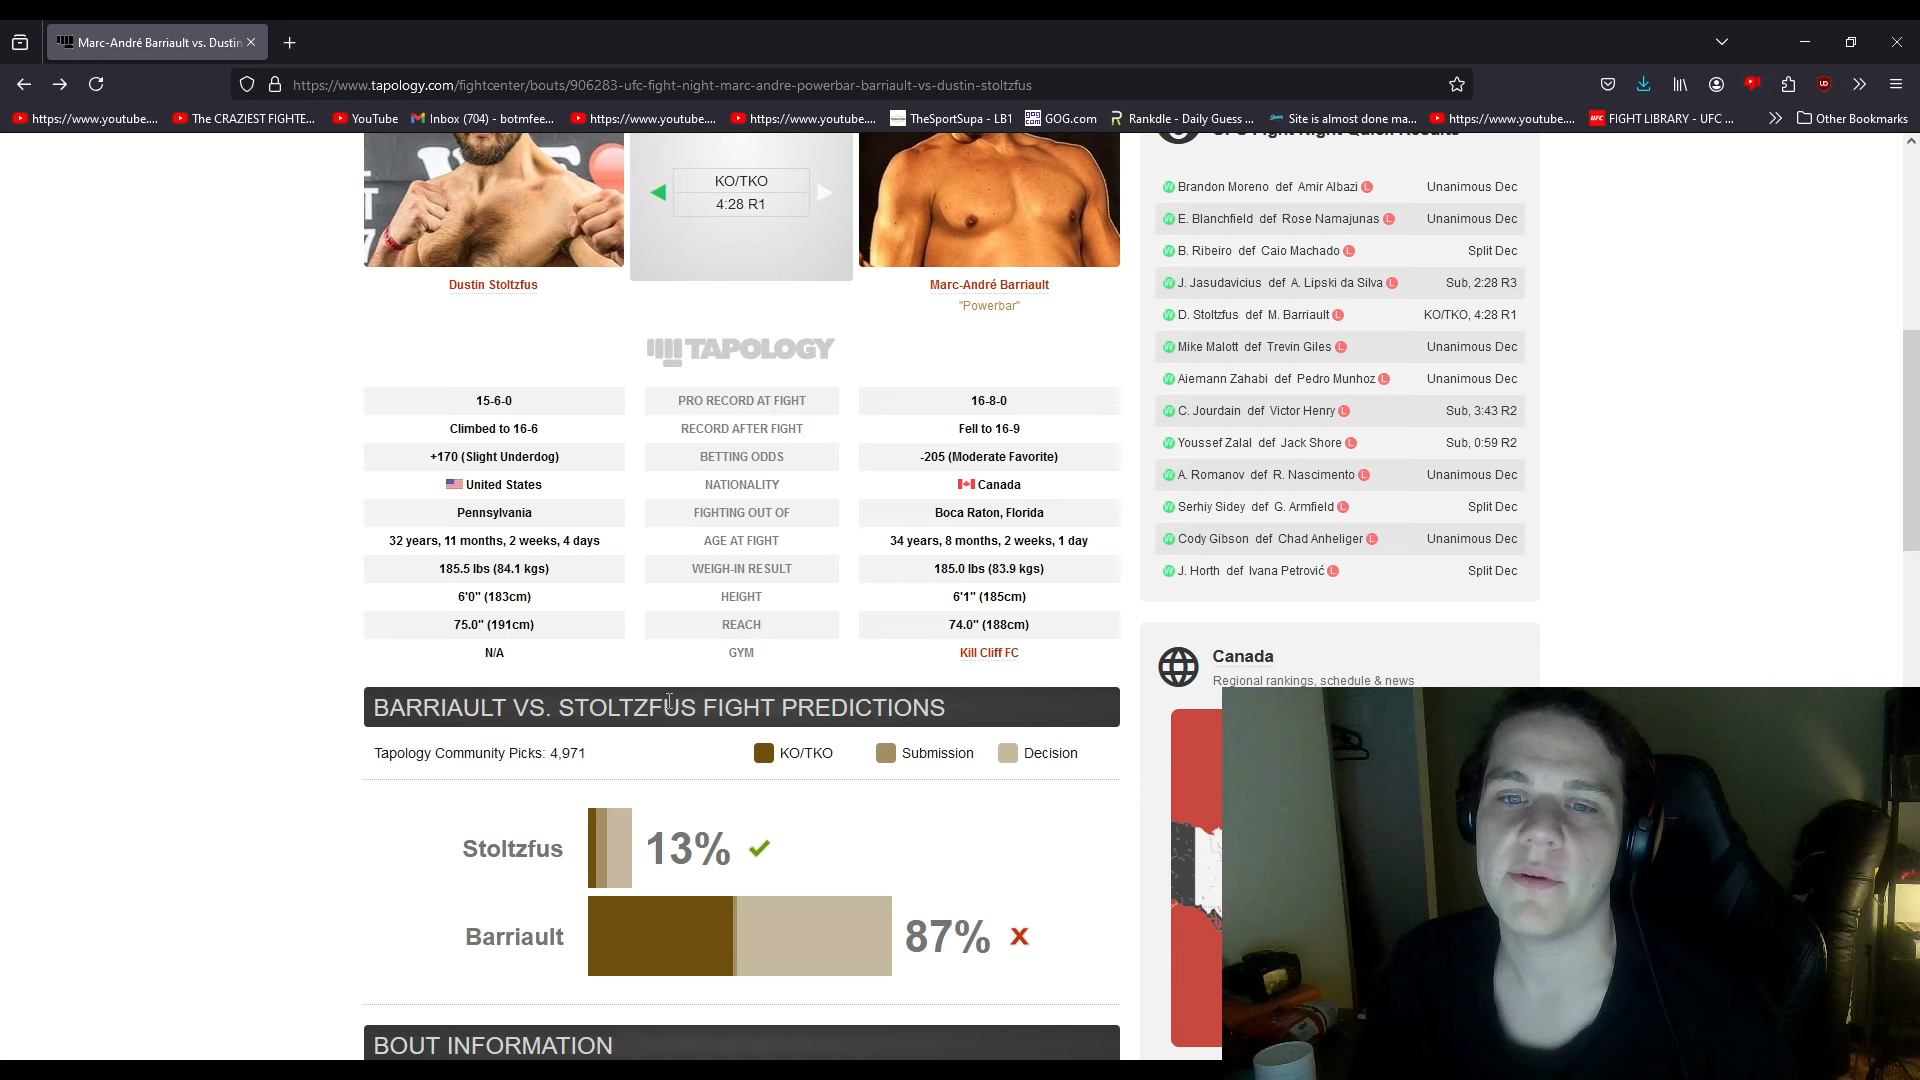 Marc-André Barriault vs. Dustin
https://www.tapology.com/fightcenter/bouts/906283-ufc-fight-night-marc-andre-powerbar-barriault-vs-dustin-stoltzfus
https://www.youtube....
The CRAZIEST FIGHTE...
YouTube
Inbox (704) - botmfee...
https://www.youtube....
https://www.youtube....
TheSportSupa - LB1
GOG.com
Rankdle - Daily Guess ...
Site is almost done ma...
https://www.youtube....
FIGHT LIBRARY - UFC ...
Other Bookmarks
KO/TKO
4:28 R1
Dustin Stoltzfus
Marc-André Barriault
"Powerbar"
TAPOLOGY
15-6-0 PRO RECORD AT FIGHT 16-8-0
Climbed to 16-6 RECORD AFTER FIGHT Fell to 16-9
+170 (Slight Underdog) BETTING ODDS -205 (Moderate Favorite)
United States NATIONALITY Canada
Pennsylvania FIGHTING OUT OF Boca Raton, Florida
32 years, 11 months, 2 weeks, 4 days AGE AT FIGHT 34 years, 8 months, 2 weeks, 1 day
185.5 lbs (84.1 kgs) WEIGH-IN RESULT 185.0 lbs (83.9 kgs)
6'0" (183cm) HEIGHT 6'1" (185cm)
75.0" (191cm) REACH 74.0" (188cm)
N/A GYM Kill Cliff FC
BARRIAULT VS. STOLTZFUS FIGHT PREDICTIONS
Tapology Community Picks: 4,971 KO/TKO Submission Decision
Stoltzfus 13%
Barriault 87% X
BOUT INFORMATION
UFC Fight Night Quick Results
W Brandon Moreno def Amir Albazi L Unanimous Dec
W E. Blanchfield def Rose Namajunas L Unanimous Dec
W B. Ribeiro def Caio Machado L Split Dec
W J. Jasudavicius def A. Lipski da Silva L Sub, 2:28 R3
W D. Stoltzfus def M. Barriault L KO/TKO, 4:28 R1
W Mike Malott def Trevin Giles L Unanimous Dec
W Aiemann Zahabi def Pedro Munhoz L Unanimous Dec
W C. Jourdain def Victor Henry L Sub, 3:43 R2
W Youssef Zalal def Jack Shore L Sub, 0:59 R2
W A. Romanov def R. Nascimento L Unanimous Dec
W Serhiy Sidey def G. Armfield L Split Dec
W Cody Gibson def Chad Anheliger L Unanimous Dec
W J. Horth def Ivana Petrović L Split Dec
Canada
Regional rankings, schedule & news